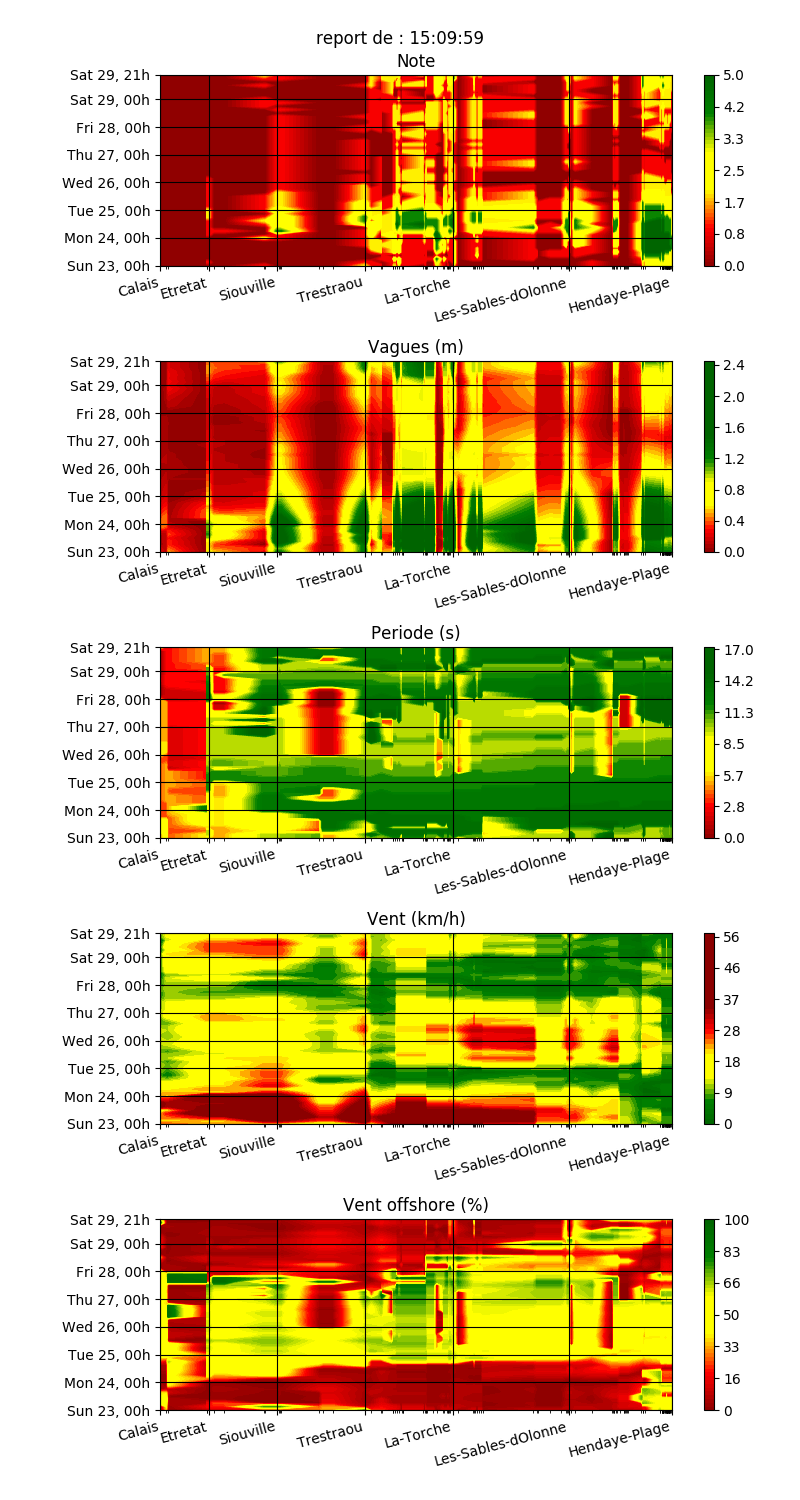 report de : 15:09:59
Note
Sat 29, 21h
Sat 29, 00h
Fri 28, 00h
Thu 27, 00h
Wed 26, 00h
Tue 25, 00h
Mon 24, 00h
Sun 23, 00h
5.0
4.2
3.3
2.5
1.7
0.8
0.0
Calais
Etretat
Siouville
Trestraou
La-Torche
Les-Sables-dOlonne
Hendaye-Plage
Vagues (m)
Sat 29, 21h
Sat 29, 00h
Fri 28, 00h
Thu 27, 00h
Wed 26, 00h
Tue 25, 00h
Mon 24, 00h
Sun 23, 00h
2.4
2.0
1.6
1.2
0.8
0.4
0.0
Calais
Etretat
Siouville
Trestraou
La-Torche
Les-Sables-dOlonne
Hendaye-Plage
Periode (s)
Sat 29, 21h
Sat 29, 00h
Fri 28, 00h
Thu 27, 00h
Wed 26, 00h
Tue 25, 00h
Mon 24, 00h
Sun 23, 00h
17.0
14.2
11.3
8.5
5.7
2.8
0.0
Calais
Etretat
Siouville
Trestraou
La-Torche
Les-Sables-dOlonne
Hendaye-Plage
Vent (km/h)
Sat 29, 21h
Sat 29, 00h
Fri 28, 00h
Thu 27, 00h
Wed 26, 00h
Tue 25, 00h
Mon 24, 00h
Sun 23, 00h
56
46
37
28
18
9
0
Calais
Etretat
Siouville
Trestraou
La-Torche
Les-Sables-dOlonne
Hendaye-Plage
Vent offshore (%)
Sat 29, 21h
Sat 29, 00h
Fri 28, 00h
Thu 27, 00h
Wed 26, 00h
Tue 25, 00h
Mon 24, 00h
Sun 23, 00h
100
83
66
50
33
16
0
Calais
Etretat
Siouville
Trestraou
La-Torche
Les-Sables-dOlonne
Hendaye-Plage